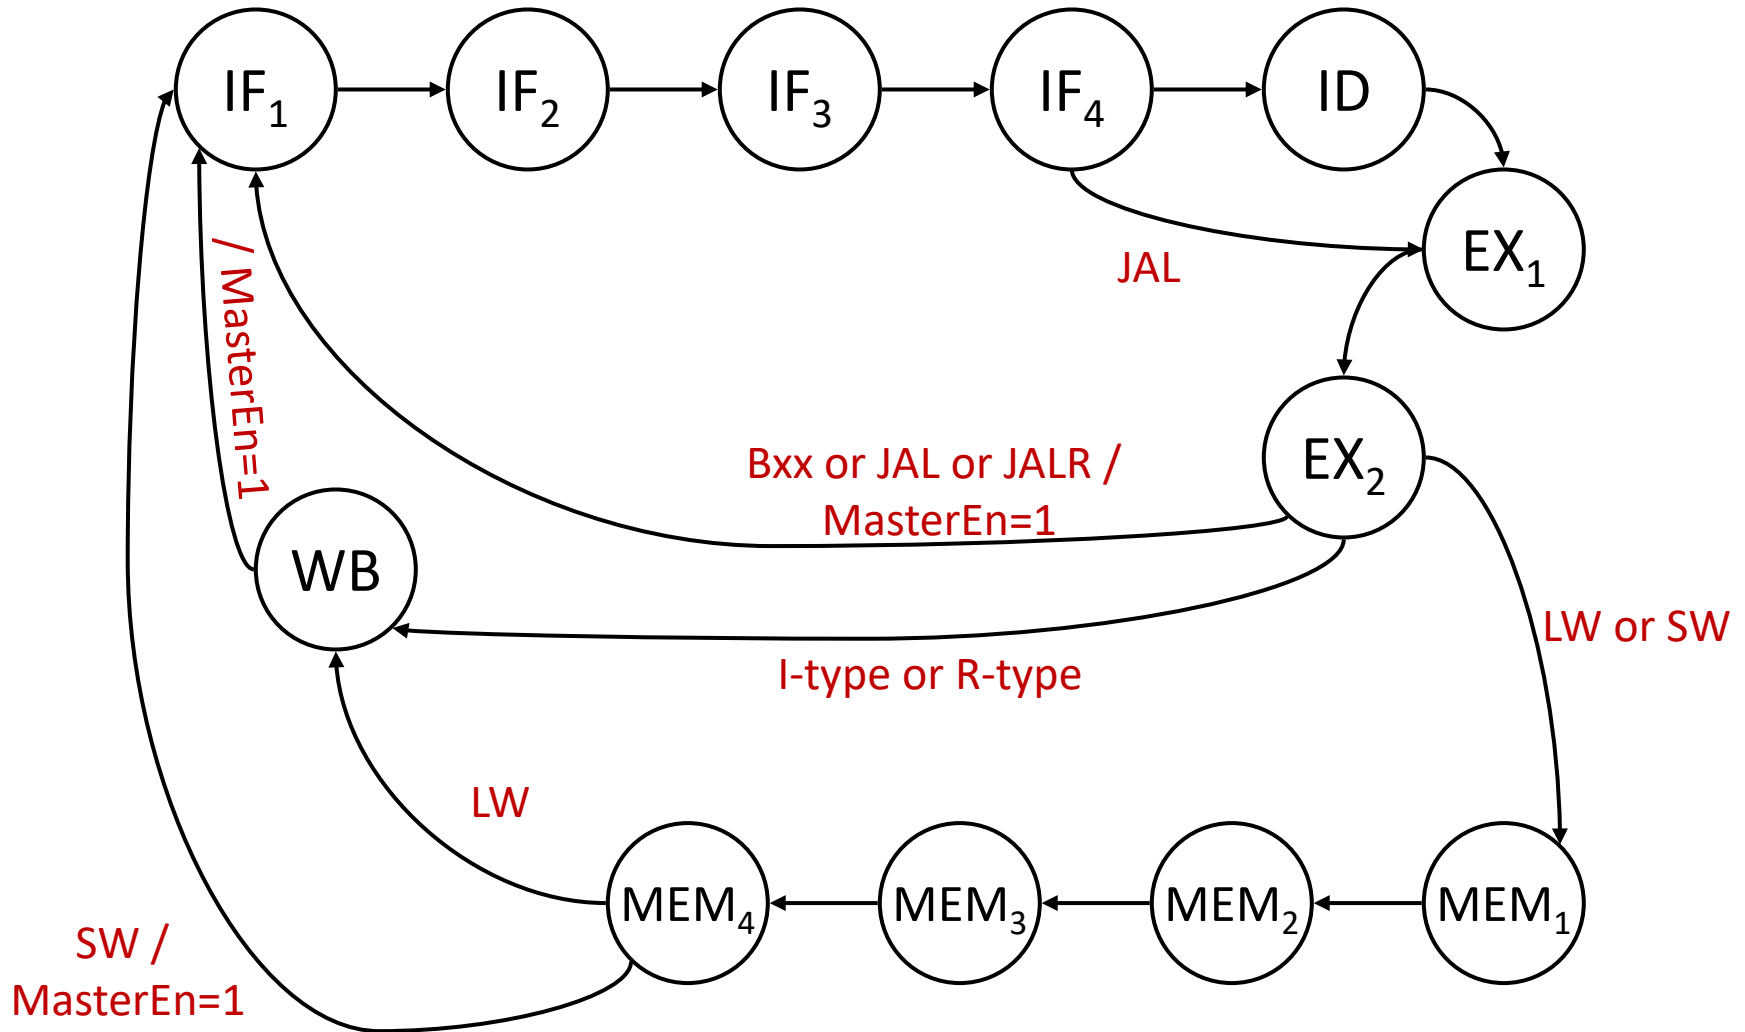 IF₁
IF₂
IF₃
IF₄
ID
EX₁
JAL
/ MasterEn=1
Bxx or JAL or JALR /
MasterEn=1
EX₂
WB
LW or SW
I-type or R-type
LW
MEM₄
MEM₃
MEM₂
MEM₁
SW /
MasterEn=1